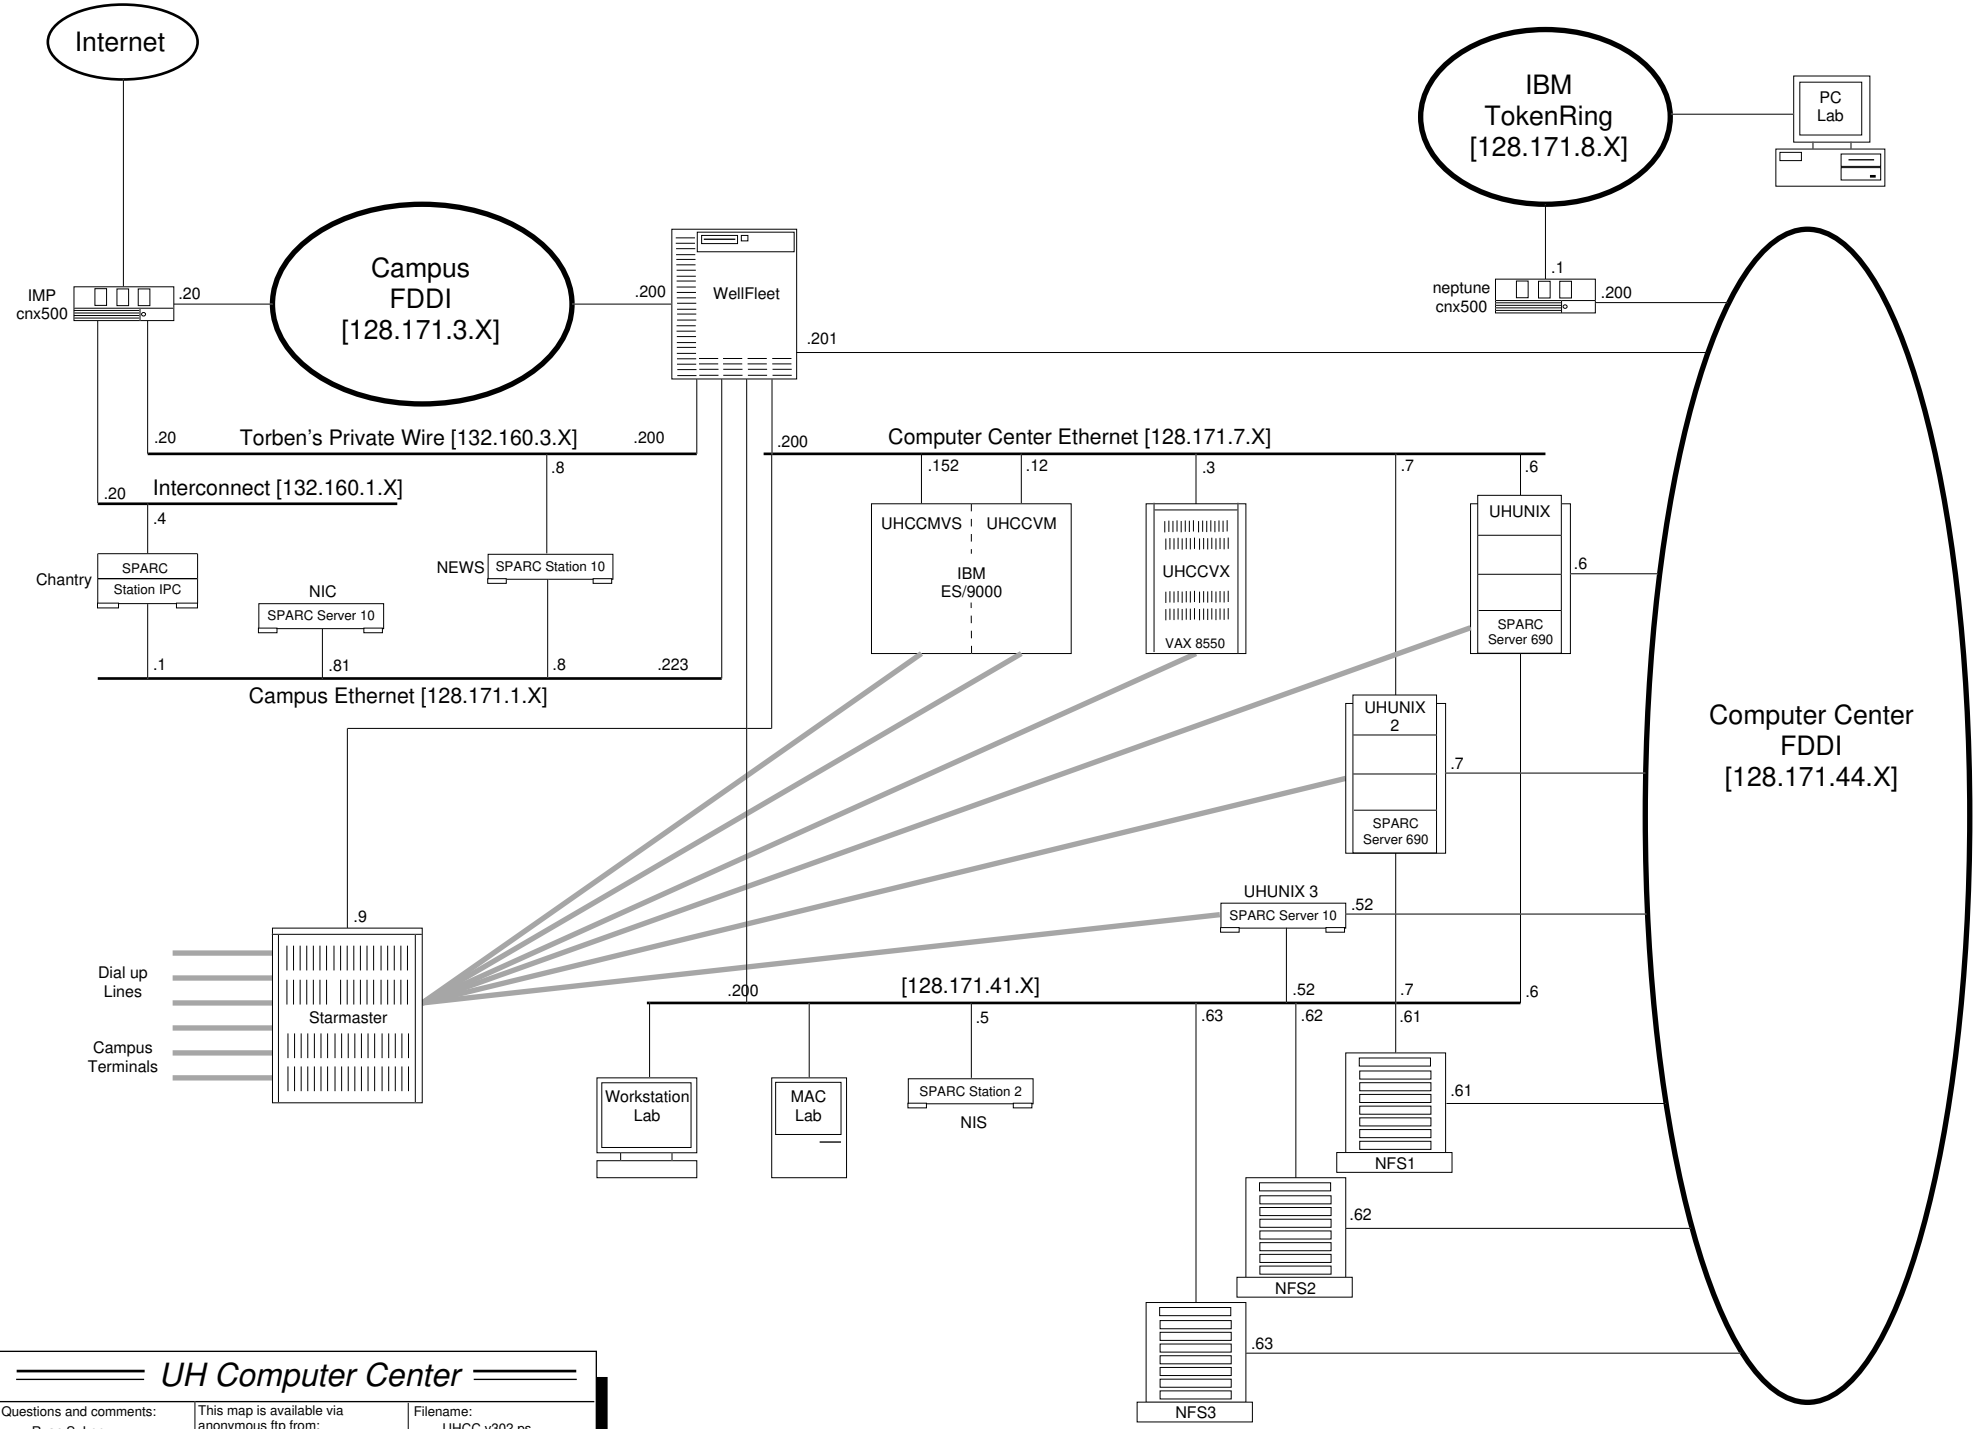 Internet
IBM
TokenRing
[128.171.8.X]
PC
Lab
Campus
FDDI
[128.171.3.X]
IMP
cnx500
.20
.200
WellFleet
.201
.1
neptune
cnx500
.200
.20
Torben's Private Wire [132.160.3.X]
.200
.200
Computer Center Ethernet [128.171.7.X]
.8
.152
.12
.3
.7
.6
.20
Interconnect [132.160.1.X]
.4
UHCCMVS
UHCCVM
IBM
ES/9000
UHCCVX
VAX 8550
UHUNIX
SPARC
Server 690
.6
Chantry
SPARC
Station IPC
NIC
SPARC Server 10
NEWS
SPARC Station 10
.1
.81
.8
.223
Campus Ethernet [128.171.1.X]
UHUNIX
2
SPARC
Server 690
.7
Computer Center
FDDI
[128.171.44.X]
UHUNIX 3
SPARC Server 10
.52
.9
Dial up
Lines
Starmaster
Campus
Terminals
.200
[128.171.41.X]
.52
.7
.6
.5
.63
.62
.61
Workstation
Lab
MAC
Lab
SPARC Station 2
NIS
.61
NFS1
.62
NFS2
.63
NFS3
UH Computer Center
Questions and comments:
This map is available via
anonymous ftp from:
Filename: